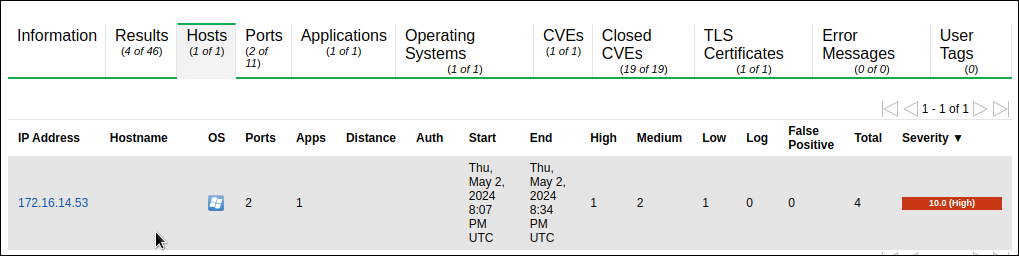 Information Results Hosts Ports Applications Operating CVEs Closed TLS Error User
(4 of 46) (1 of 1) (2 of (1 of 1) Systems (1 of 1) CVEs Certificates Messages Tags
11) (1 of 1) (19 of 19) (1 of 1) (0 of 0) (0)
1 - 1 of 1
IP Address Hostname OS Ports Apps Distance Auth Start End High Medium Low Log False Positive Total Severity ▼
172.16.14.53 2 1 Thu, Thu, 1 2 1 0 0 4 10.0 (High)
May 2, May 2,
2024 2024
8:07 8:34
PM PM
UTC UTC